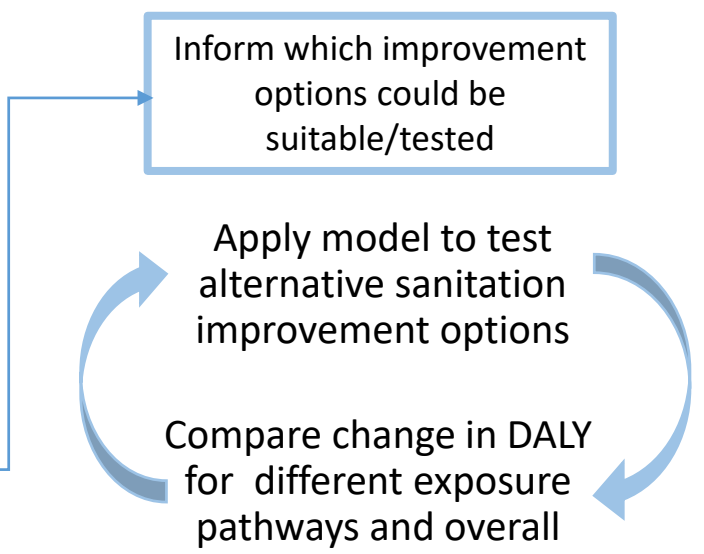 Inform which improvement
options could be
suitable/tested
Apply model to test
alternative sanitation
improvement options
Compare change in DALY
for different exposure
pathways and overall